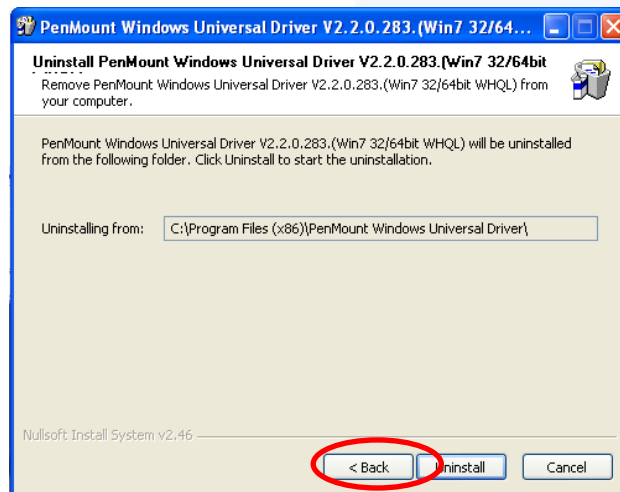 PenMount Windows Universal Driver V2.2.0.283.(Win7 32/64...
Uninstall PenMount Windows Universal Driver V2.2.0.283.(Win7 32/64bit
Remove PenMount Windows Universal Driver V2.2.0.283.(Win7 32/64bit WHQL) from
your computer.
PenMount Windows Universal Driver V2.2.0.283.(Win7 32/64bit WHQL) will be uninstalled
from the following folder. Click Uninstall to start the uninstallation.
Uninstalling from: C:\Program Files (x86)\PenMount Windows Universal Driver\
Nullsoft Install System v2.46
< Back Uninstall Cancel